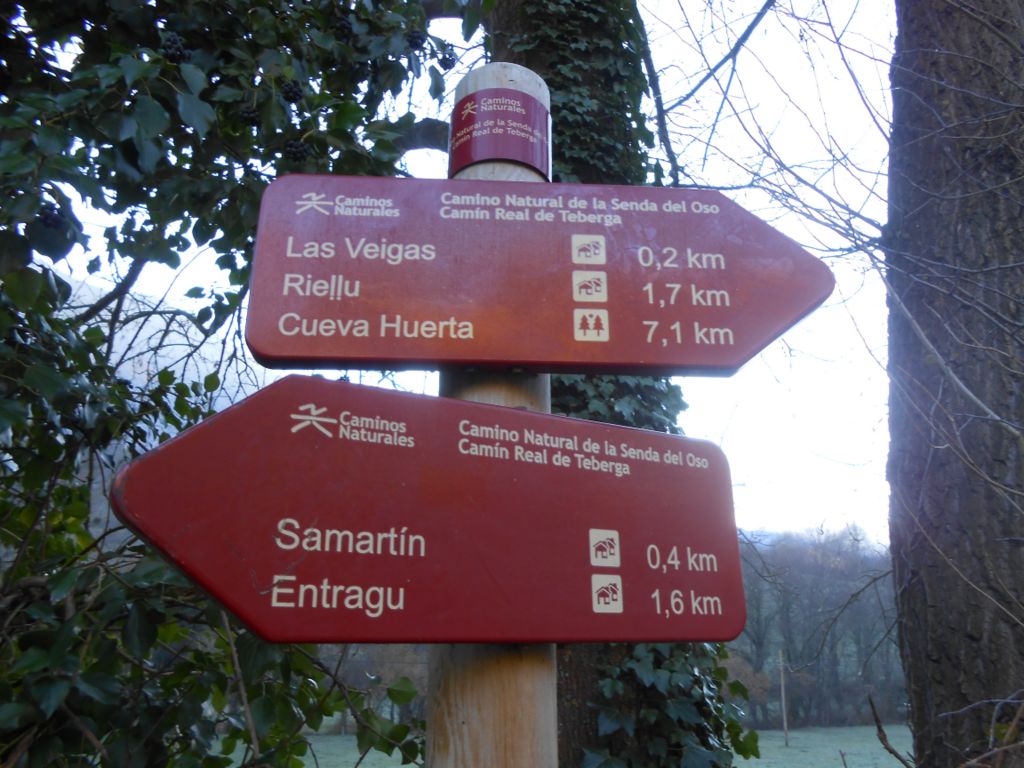 Caminos
Naturales
Natural de la Senda de
Camín Real de Teberga
Caminos
Naturales
Camino Natural de la Senda del Oso
Camín Real de Teberga
Las Veigas 0,2 km
Rieḷḷu 1,7 km
Cueva Huerta 7,1 km
Caminos
Naturales
Camino Natural de la Senda del Oso
Camín Real de Teberga
Samartín 0,4 km
Entragu 1,6 km